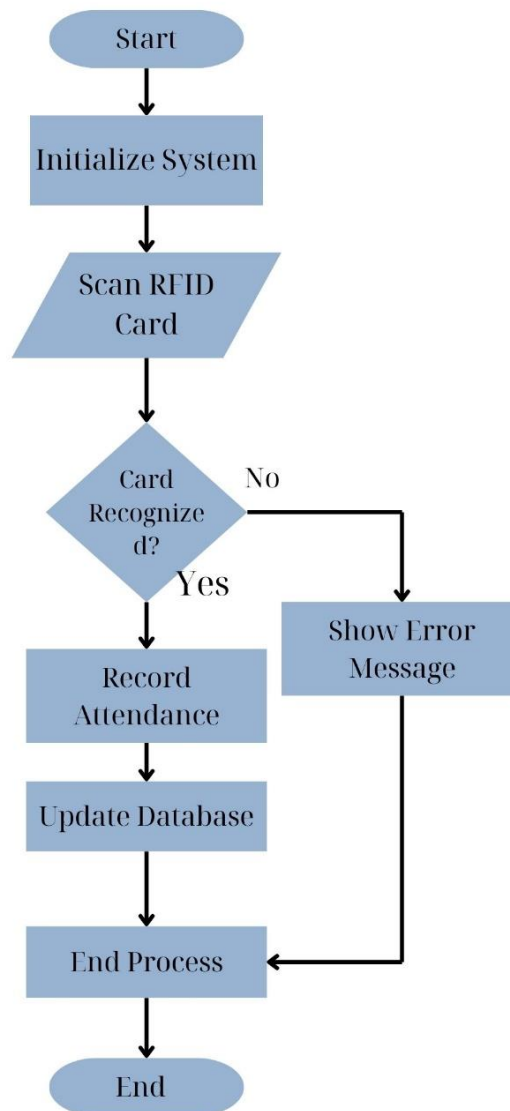 Start
Initialize System
Scan RFID
Card
Card
Recognize
d?
No
Yes
Show Error
Message
Record
Attendance
Update Database
End Process
End